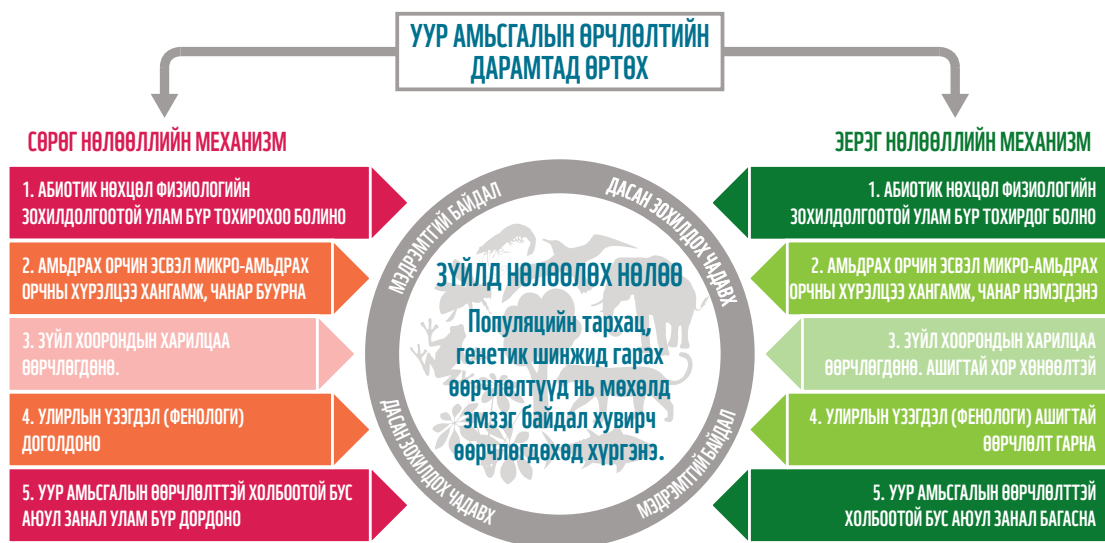 УУР АМЬСГАЛЫН ӨРЧЛӨЛТИЙН
ДАРАМТАД ӨРТӨХ
СӨРӨГ НӨЛӨӨЛЛИЙН МЕХАНИЗМ
1. АБИОТИК НӨХЦӨЛ ФИЗИОЛОГИЙН
ЗОХИЛДОЛГООТОЙ УЛАМ БҮР ТОХИРОХОО БОЛИНО
2. АМЬДРАХ ОРЧИН ЭСВЭЛ МИКРО-АМЬДРАХ
ОРЧНЫ ХҮРЭЛЦЭЭ ХАНГАМЖ, ЧАНАР БУУРНА
3. ЗҮЙЛ ХООРОНДЫН ХАРИЛЦАА
ӨӨРЧЛӨГДӨНӨ.
4. УЛИРЛЫН ҮЗЭГДЭЛ (ФЕНОЛОГИ)
ДОГОЛДОНО
5. УУР АМЬСГАЛЫН ӨӨРЧЛӨЛТТЭЙ ХОЛБООТОЙ БУС
АЮУЛ ЗАНАЛ УЛАМ БҮР ДОРДОНО
МЭДРЭМТГИЙ БАЙДАЛ
ДАСАН ЗОХИЛДОХ ЧАДАВХ
ЗҮЙЛД НӨЛӨӨЛӨХ НӨЛӨӨ
Популяцийн тархац,
генетик шинжид гарах
өөрчлөлтүүд нь мөхөлд
эмзэг байдал хувирч
өөрчлөгдөхөд хүргэнэ.
ДАСАН ЗОХИЛДОХ ЧАДАВХ
МЭДРЭМТГИЙ БАЙДАЛ
ЭЕРЭГ НӨЛӨӨЛЛИЙН МЕХАНИЗМ
1. АБИОТИК НӨХЦӨЛ ФИЗИОЛОГИЙН
ЗОХИЛДОЛГООТОЙ УЛАМ БҮР ТОХИРДОГ БОЛНО
2. АМЬДРАХ ОРЧИН ЭСВЭЛ МИКРО-АМЬДРАХ
ОРЧНЫ ХҮРЭЛЦЭЭ ХАНГАМЖ, ЧАНАР НЭМЭГДЭНЭ
3. ЗҮЙЛ ХООРОНДЫН ХАРИЛЦАА
ӨӨРЧЛӨГДӨНӨ. АШИГТАЙ ХОР ХӨНӨӨЛТЭЙ
4. УЛИРЛЫН ҮЗЭГДЭЛ (ФЕНОЛОГИ) АШИГТАЙ
ӨӨРЧЛӨЛТ ГАРНА
5. УУР АМЬСГАЛЫН ӨӨРЧЛӨЛТТЭЙ
ХОЛБООТОЙ БУС АЮУЛ ЗАНАЛ БАГАСНА